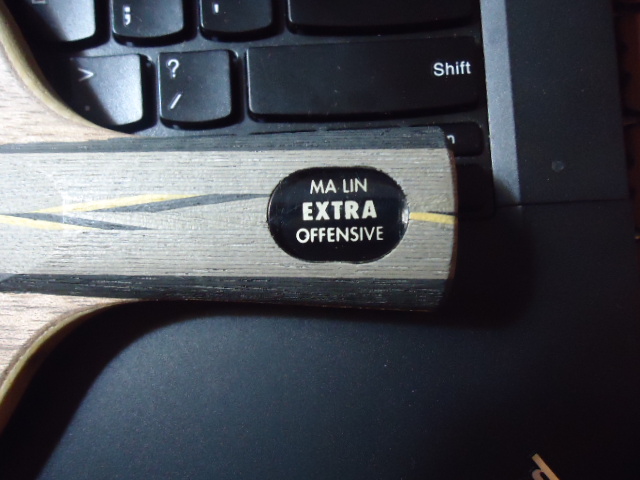 ;
'
>
?
/
Shift
MA LIN
EXTRA
OFFENSIVE